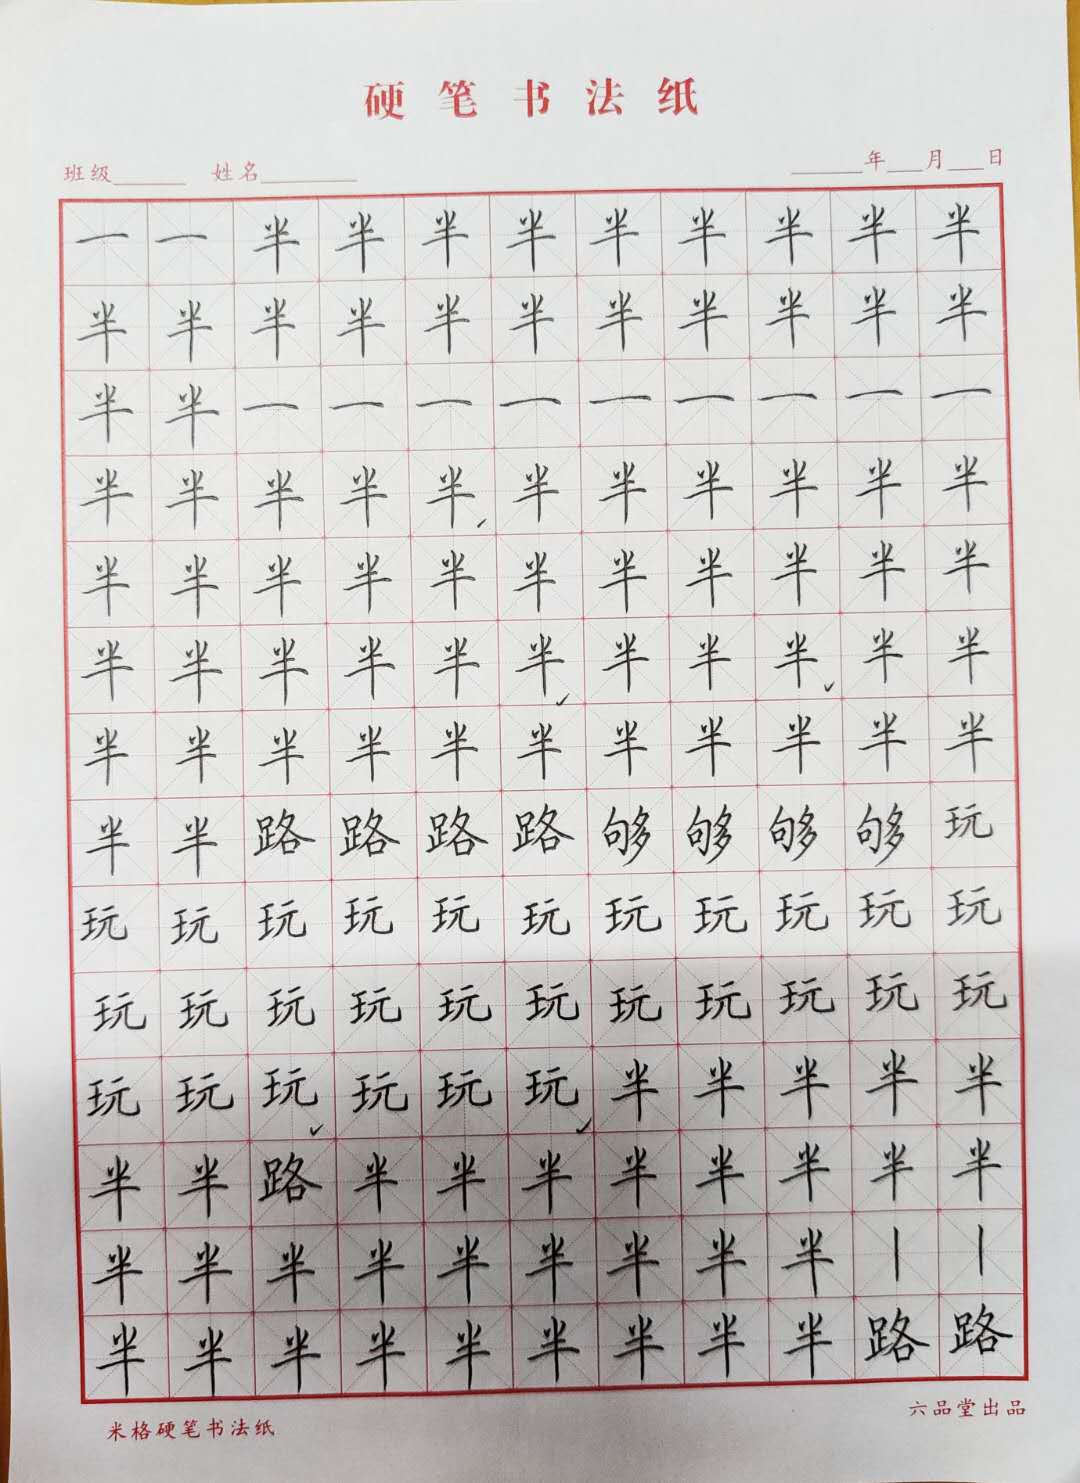 硬笔书法纸
班级______ 姓名________ ______年___月___日
一一半半半半半半半半半
半半半半半半半半半半半
半半一一一一一一一一一
半半半半半半半半半半半
半半半半半半半半半半半
半半半半半半半半半半半
半半半半半半半半半半半
半半路路路路够够够够玩
玩玩玩玩玩玩玩玩玩玩玩
玩玩玩玩玩玩玩玩玩玩玩
玩玩玩玩玩玩半半半半半
半半路半半半半半半半半
半半半半半半半半半丨丨
半半半半半半半半半路路
米格硬笔书法纸 六品堂出品